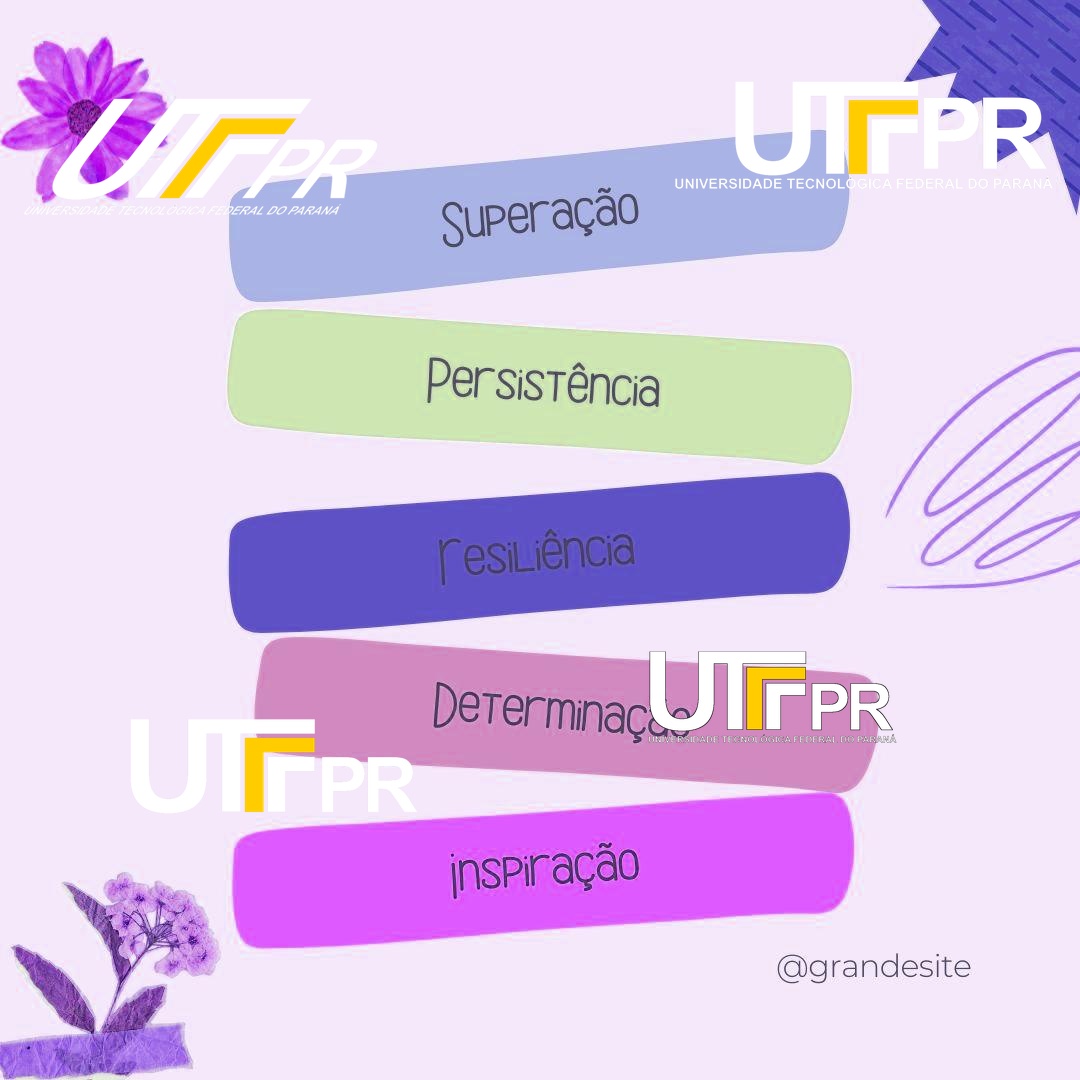 UTFPR
UNIVERSIDADE TECNOLÓGICA FEDERAL DO PARANÁ
UTFPR
UNIVERSIDADE TECNOLÓGICA FEDERAL DO PARANÁ
Superação
Persistência
resiliência
Determinação
UTFPR
UNIVERSIDADE TECNOLÓGICA FEDERAL DO PARANÁ
UTFPR
inspiração
@grandesite